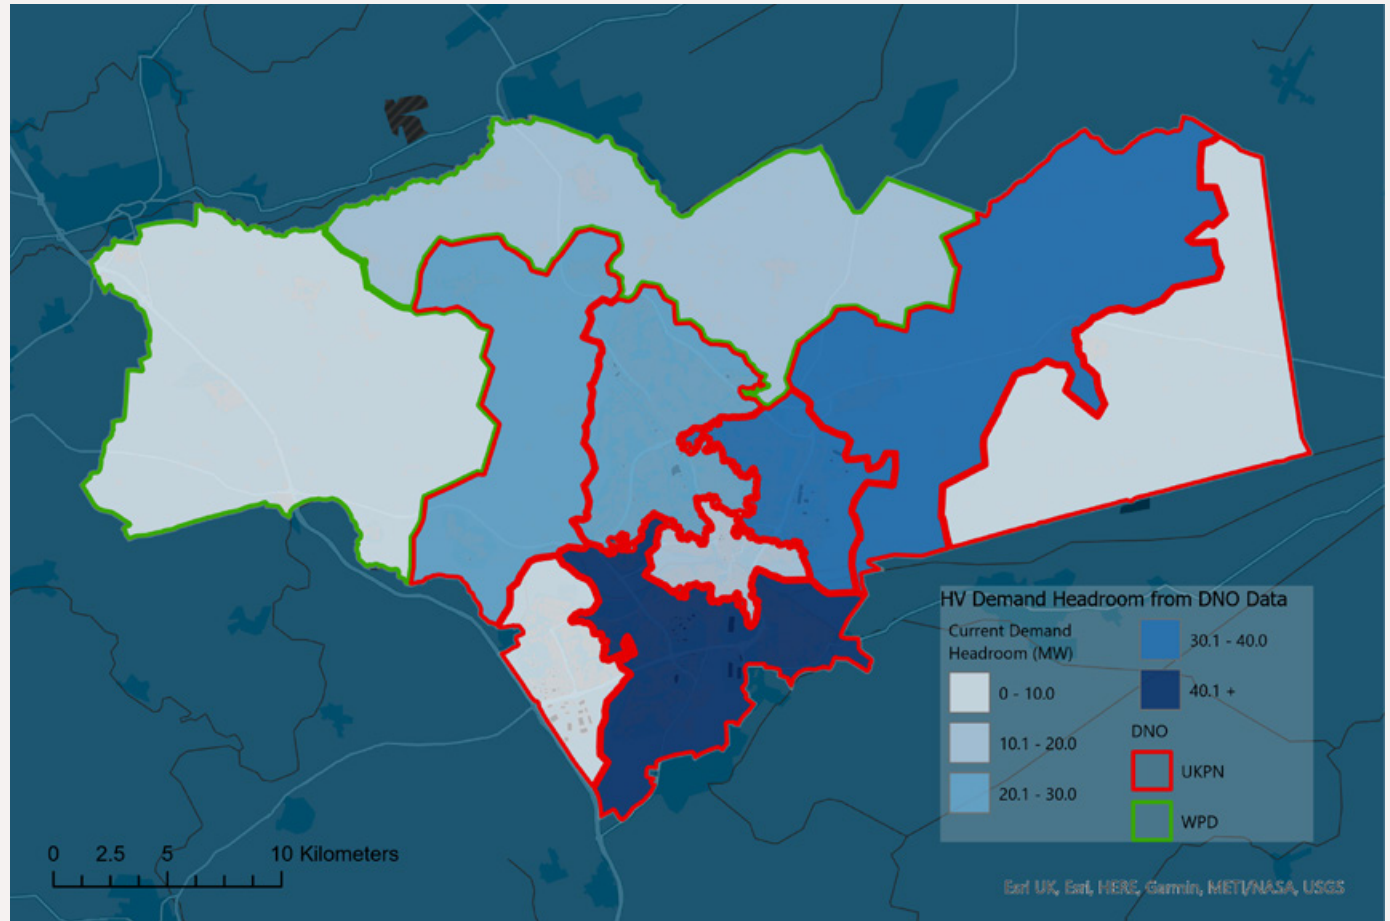 HV Demand Headroom from DNO Data
Current Demand
Headroom (MW)
0 - 10.0
10.1 - 20.0
20.1 - 30.0
30.1 - 40.0
40.1 +
DNO
UKPN
WPD
0 2.5 5 10 Kilometers
Esri UK, Esri, HERE, Garmin, METI/NASA, USGS